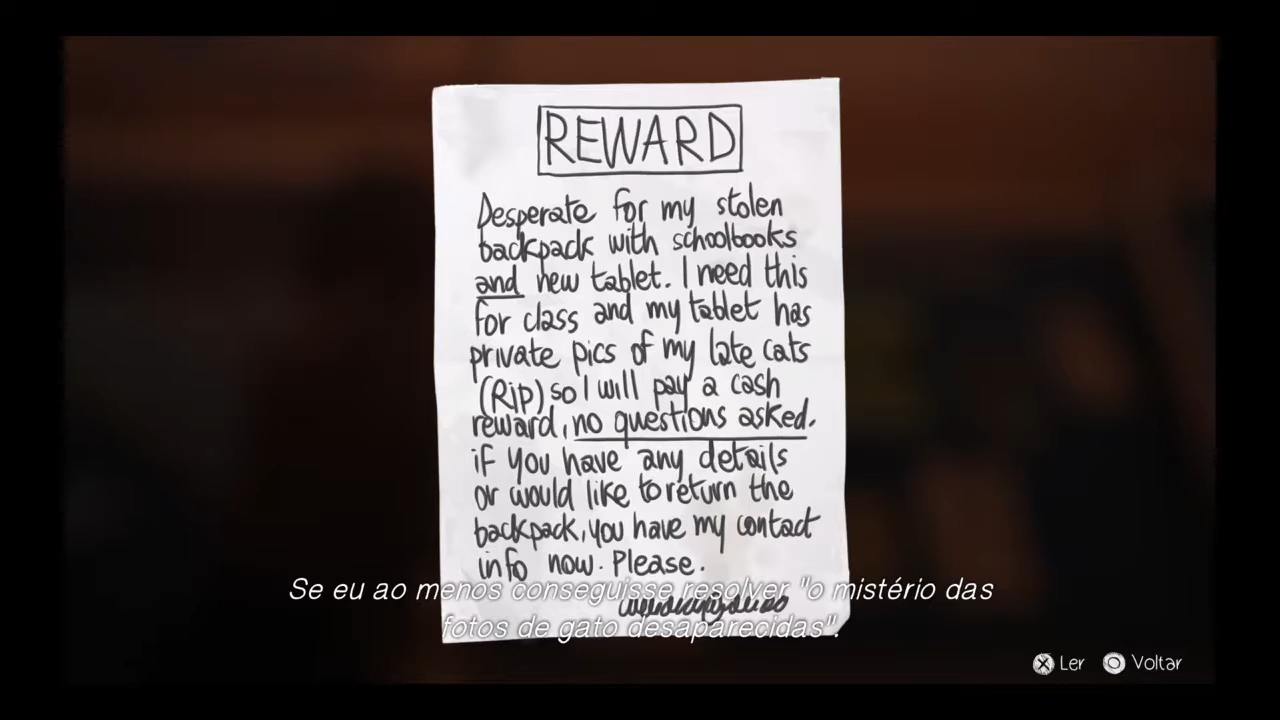 REWARD
Desperate for my stolen
backpack with schoolbooks
and new tablet. I need this
for class and my tablet has
private pics of my late cats
(RIP) so I will pay a cash
reward, no questions asked.
if you have any details
or would like to return the
backpack, you have my contact
info now. Please.
Se eu ao menos conseguisse resolver "o mistério das
fotos de gato desaparecidas".
Ler
Voltar